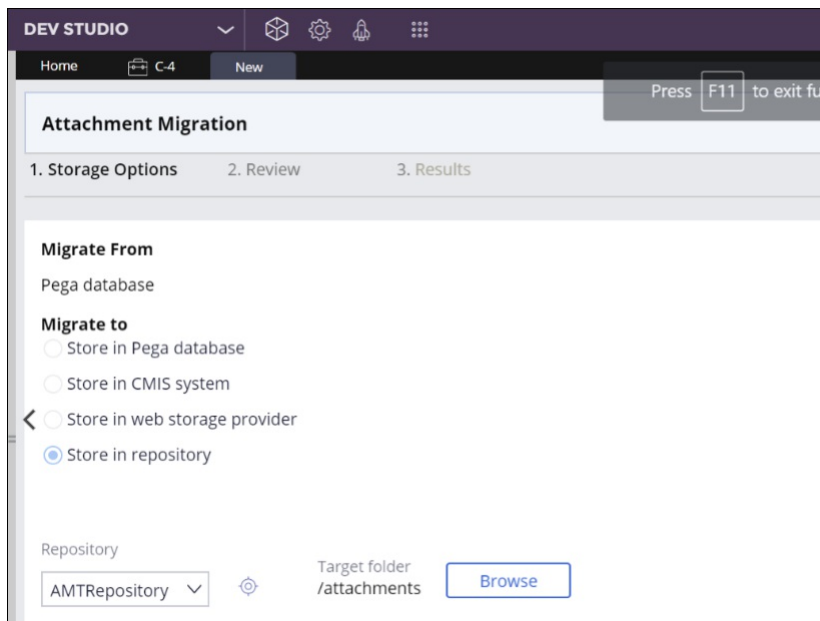 DEV STUDIO
Home C-4 New
Press F11 to exit fu
Attachment Migration
1. Storage Options 2. Review 3. Results
Migrate From
Pega database
Migrate to
Store in Pega database
Store in CMIS system
Store in web storage provider
Store in repository
Repository
AMTRepository
Target folder
/attachments
Browse